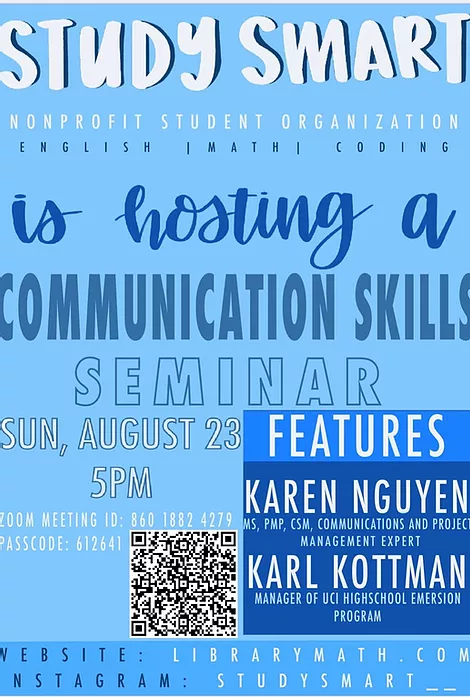 STUDY SMART
NONPROFIT STUDENT ORGANIZATION
ENGLISH |MATH| CODING
is hosting a
COMMUNICATION SKILLS
SEMINAR
SUN, AUGUST 23
5PM
ZOOM MEETING ID: 860 1882 4279
PASSCODE: 612641
FEATURES
KAREN NGUYEN
MS, PMP, CSM, COMMUNICATIONS AND PROJECT
MANAGEMENT EXPERT
KARL KOTTMAN
MANAGER OF UCI HIGHSCHOOL EMERSION
PROGRAM
WEBSITE: LIBRARYMATH.COM
INSTAGRAM: STUDYSMART__